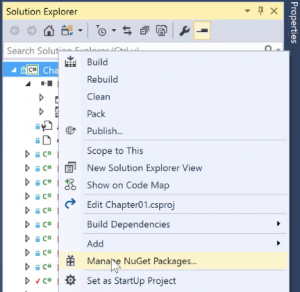 Solution Explorer
Properties
Search Solution Explorer (Ctrl+;)
Build
Rebuild
Clean
Pack
Publish...
Scope to This
New Solution Explorer View
Show on Code Map
Edit Chapter01.csproj
Build Dependencies
Add
Manage NuGet Packages...
Set as StartUp Project